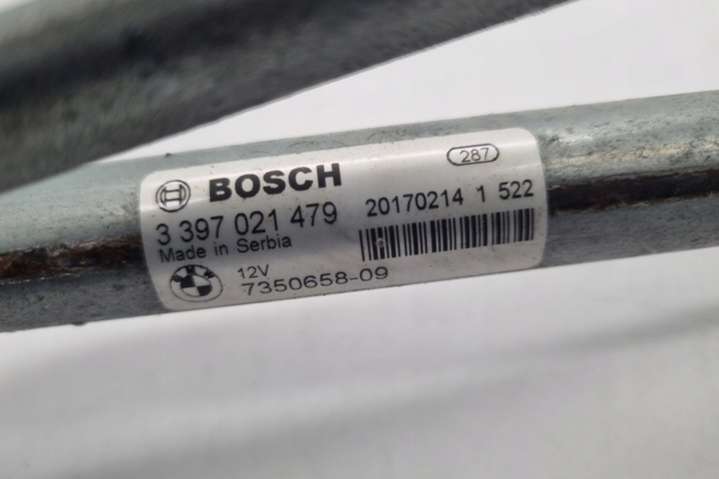 287
BOSCH
3 397 021 479
20170214 1 522
Made in Serbia
12V
7350658-09